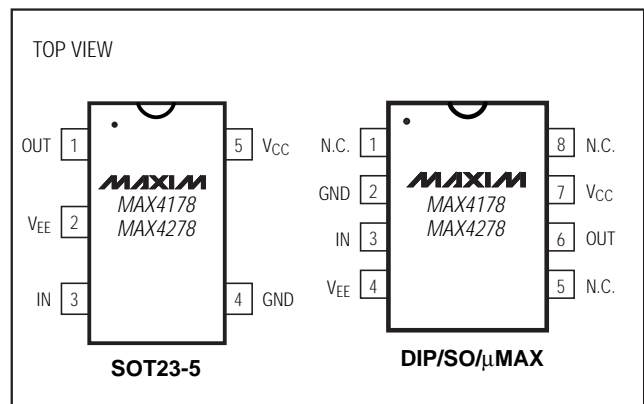 TOP VIEW
OUT 1
5 VCC
VEE 2
IN 3
4 GND
MAXIM
MAX4178
MAX4278
SOT23-5
N.C. 1
8 N.C.
GND 2
7 VCC
IN 3
6 OUT
VEE 4
5 N.C.
MAXIM
MAX4178
MAX4278
DIP/SO/µMAX